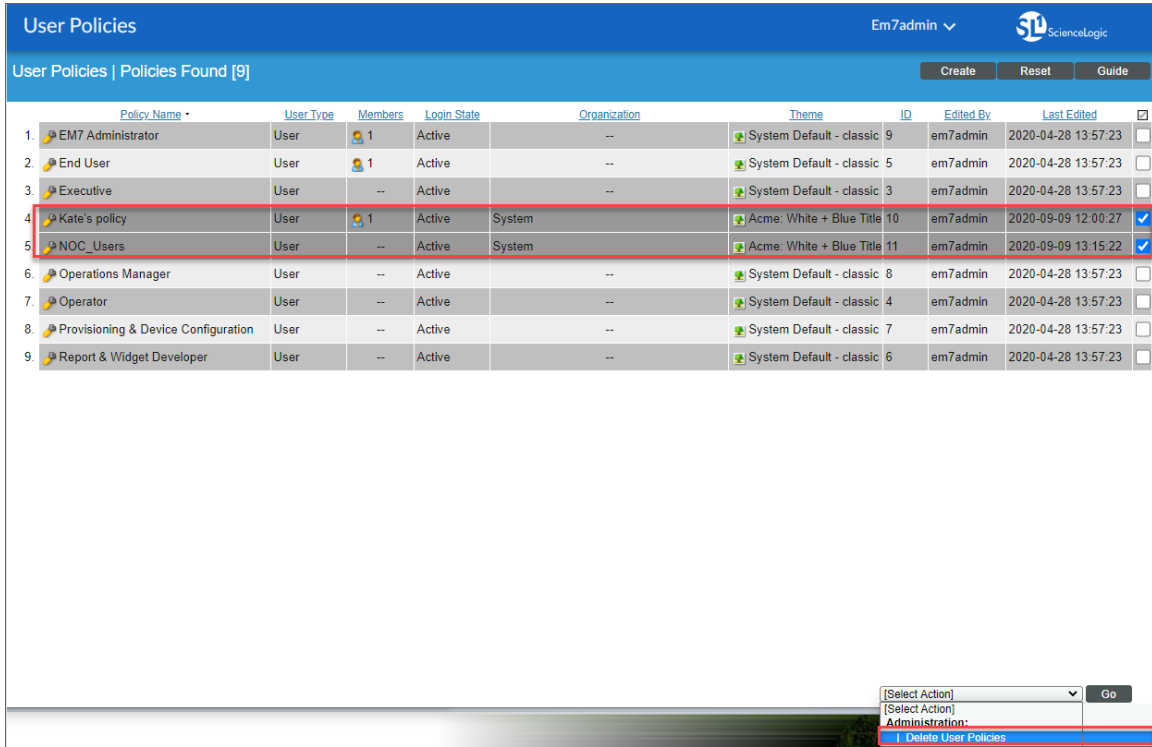 User Policies
Em7admin
SL1 ScienceLogic
User Policies | Policies Found [9]
Create Reset Guide
Policy Name User Type Members Login State Organization Theme ID Edited By Last Edited
1. EM7 Administrator User 1 Active -- System Default - classic 9 em7admin 2020-04-28 13:57:23
2. End User User 1 Active -- System Default - classic 5 em7admin 2020-04-28 13:57:23
3. Executive User -- Active -- System Default - classic 3 em7admin 2020-04-28 13:57:23
4. Kate's policy User 1 Active System Acme: White + Blue Title 10 em7admin 2020-09-09 12:00:27
5. NOC_Users User -- Active System Acme: White + Blue Title 11 em7admin 2020-09-09 13:15:22
6. Operations Manager User -- Active -- System Default - classic 8 em7admin 2020-04-28 13:57:23
7. Operator User -- Active -- System Default - classic 4 em7admin 2020-04-28 13:57:23
8. Provisioning & Device Configuration User -- Active -- System Default - classic 7 em7admin 2020-04-28 13:57:23
9. Report & Widget Developer User -- Active -- System Default - classic 6 em7admin 2020-04-28 13:57:23
[Select Action] Go
[Select Action]
Administration:
| Delete User Policies